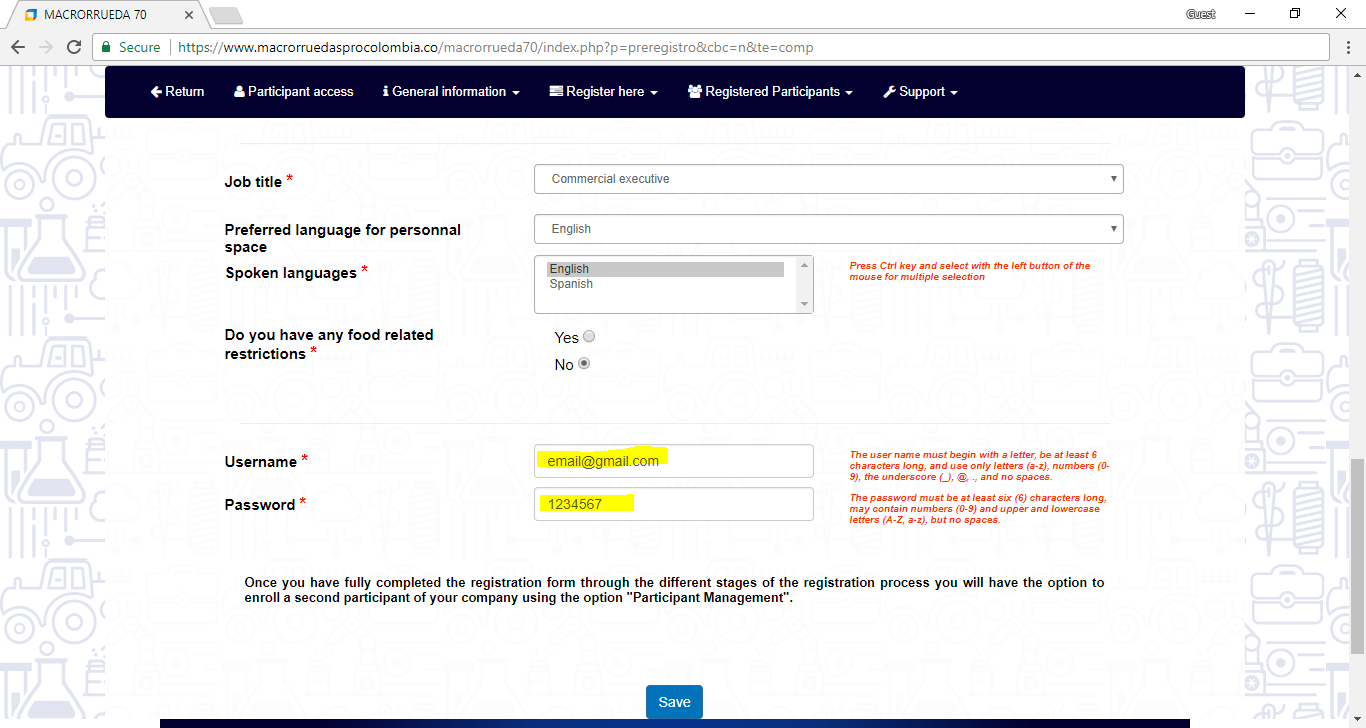 MACRORRUEDA 70
Guest
Secure https://www.macrorruedasprocolombia.co/macrorrueda70/index.php?p=preregistro&cbc=n&te=comp
Return Participant access General information Register here Registered Participants Support
Job title * Commercial executive
Preferred language for personnal
space
English
Spoken languages *
English
Spanish
Press Ctrl key and select with the left button of the
mouse for multiple selection
Do you have any food related
restrictions *
Yes
No
Username * email@gmail.com
The user name must begin with a letter, be at least 6
characters long, and use only letters (a-z), numbers (0-
9), the underscore (_), @, ., and no spaces.
Password * 1234567
The password must be at least six (6) characters long,
may contain numbers (0-9) and upper and lowercase
letters (A-Z, a-z), but no spaces.
Once you have fully completed the registration form through the different stages of the registration process you will have the option to
enroll a second participant of your company using the option "Participant Management".
Save